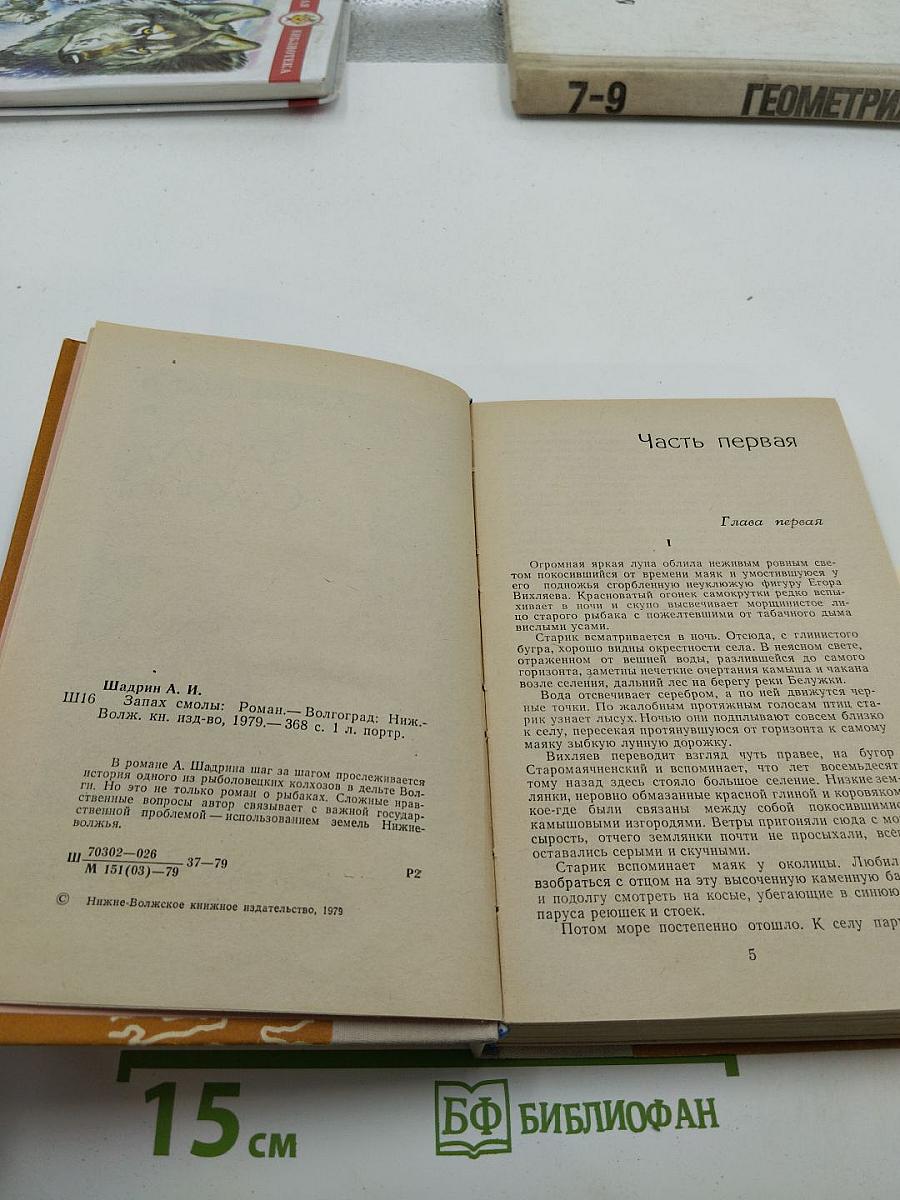 БИБЛИОТЕКА
7-9
ГЕОМЕТРИЯ
Шадрин А. И.
Ш16 Запах смолы: Роман.— Волгоград: Ниж.-
Волж. кн. изд-во, 1979.— 368 с. 1 л. портр.
В романе А. Шадрина шаг за шагом прослеживается
история одного из рыболовецких колхозов в дельте Вол-
ги. Но это не только роман о рыбаках. Сложные нрав-
ственные вопросы автор связывает с важной государ-
ственной проблемой — использованием земель Нижне-
волжья.
Ш 70302—026 37—79
М 151(03)—79
Р2
© Нижне-Волжское книжное издательство, 1979
Часть первая
Глава первая
I
Огромная яркая луна облила неживым ровным све-
том покосившийся от времени маяк и умостившуюся у
его подножья сгорбленную неуклюжую фигуру Егора
Вихляева. Красноватый огонек самокрутки редко вспы-
хивает в ночи и скупо высвечивает морщинистое ли-
цо старого рыбака с пожелтевшими от табачного дыма
вислыми усами.
Старик всматривается в ночь. Отсюда, с глинистого
бугра, хорошо видны окрестности села. В неясном свете,
отраженном от вешней воды, разлившейся до самого
горизонта, заметны нечеткие очертания камыша и чакана
возле селения, дальний лес на берегу реки Белужки.
Вода отсвечивает серебром, а по ней движутся чер-
ные точки. По жалобным протяжным голосам птиц ста-
рик узнает лысух. Ночью они подплывают совсем близко
к селу, пересекая протянувшуюся от горизонта к самому
маяку зыбкую лунную дорожку.
Вихляев переводит взгляд чуть правее, на бугор
Старомаячненский и вспоминает, что лет восемьдесят
тому назад здесь стояло большое селение. Низкие зем-
лянки, неровно обмазанные красной глиной и коровяком
кое-где были связаны между собой покосившимис
камышовыми изгородями. Ветры пригоняли сюда с мо
сырость, отчего землянки почти не просыхали, все
оставались серыми и скучными.
Старик вспоминает маяк у околицы. Любил
взобраться с отцом на эту высоченную каменную ба
и подолгу смотреть на косые, убегающие в синюю
паруса реюшек и стоек.
Потом море постепенно отошло. К селу пару
5
15 см
БФ БИБЛИОФАН